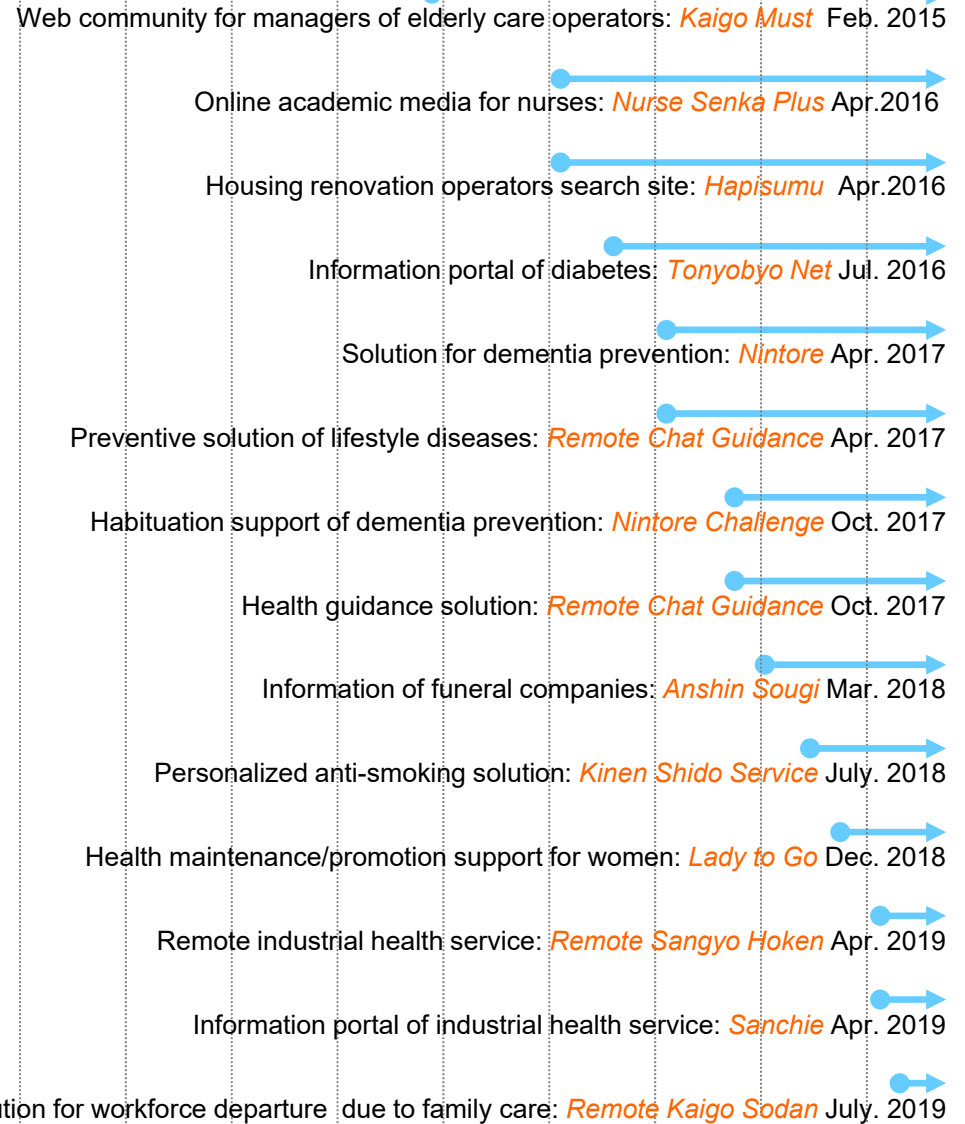 Web community for managers of elderly care operators: Kaigo Must Feb. 2015
Online academic media for nurses: Nurse Senka Plus Apr.2016
Housing renovation operators search site: Hapisumu Apr.2016
Information portal of diabetes: Tonyobyo Net Jul. 2016
Solution for dementia prevention: Nintore Apr. 2017
Preventive solution of lifestyle diseases: Remote Chat Guidance Apr. 2017
Habituation support of dementia prevention: Nintore Challenge Oct. 2017
Health guidance solution: Remote Chat Guidance Oct. 2017
Information of funeral companies: Anshin Sougi Mar. 2018
Personalized anti-smoking solution: Kinen Shido Service July. 2018
Health maintenance/promotion support for women: Lady to Go Dec. 2018
Remote industrial health service: Remote Sangyo Hoken Apr. 2019
Information portal of industrial health service: Sanchie Apr. 2019
for workforce departure due to family care: Remote Kaigo Sodan July. 2019